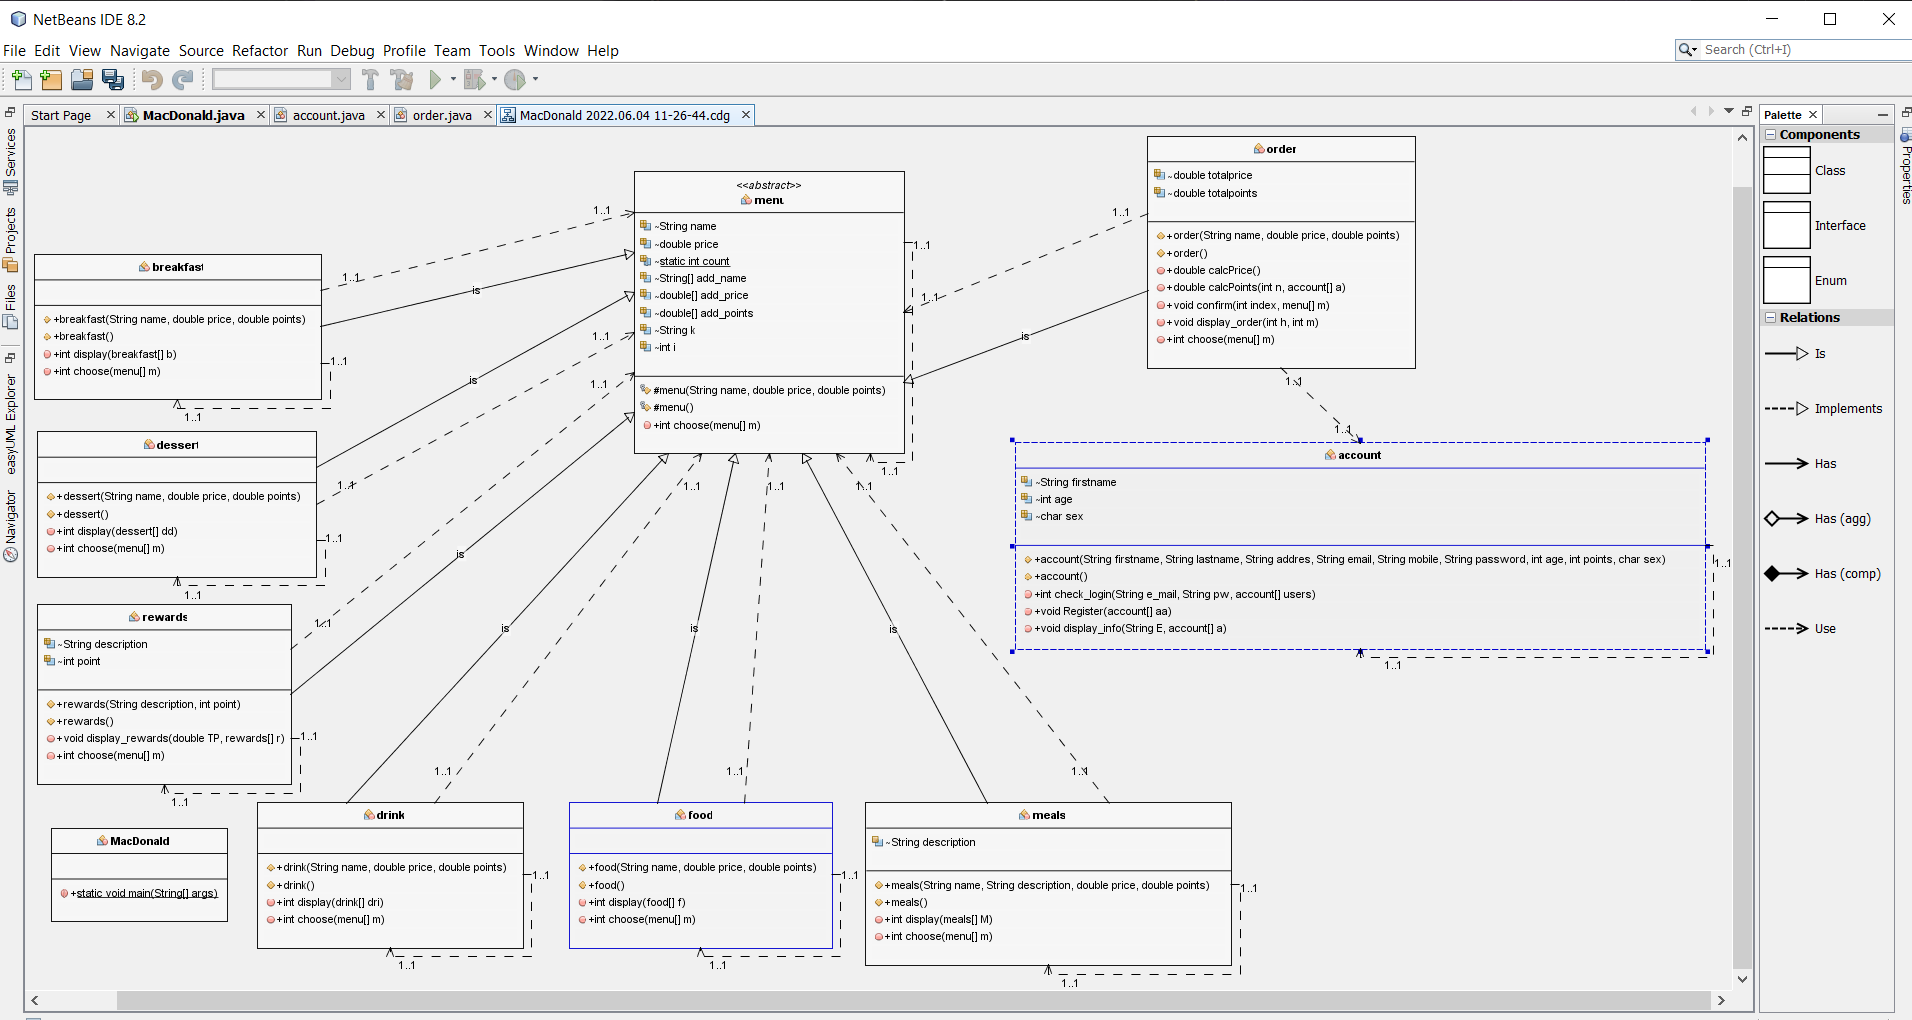 NetBeans IDE 8.2
File Edit View Navigate Source Refactor Run Debug Profile Team Tools Window Help
Search (Ctrl+I)
Start Page
MacDonald.java
account.java
order.java
MacDonald 2022.06.04 11-26-44.cdg
Services
Projects
Files
easyUML Explorer
Navigator
<<abstract>>
menu
~String name
~double price
~static int count
~String[] add_name
~double[] add_price
~double[] add_points
~String k
~int i
#menu(String name, double price, double points)
#menu()
+int choose(menu[] m)
order
~double totalprice
~double totalpoints
+order(String name, double price, double points)
+order()
+double calcPrice()
+double calcPoints(int n, account[] a)
+void confirm(int index, menu[] m)
+void display_order(int h, int m)
+int choose(menu[] m)
breakfast
+breakfast(String name, double price, double points)
+breakfast()
+int display(breakfast[] b)
+int choose(menu[] m)
dessert
+dessert(String name, double price, double points)
+dessert()
+int display(dessert[] dd)
+int choose(menu[] m)
account
~String firstname
~int age
~char sex
+account(String firstname, String lastname, String addres, String email, String mobile, String password, int age, int points, char sex)
+account()
+int check_login(String e_mail, String pw, account[] users)
+void Register(account[] aa)
+void display_info(String E, account[] a)
rewards
~String description
~int point
+rewards(String description, int point)
+rewards()
+void display_rewards(double TP, rewards[] r)
+int choose(menu[] m)
MacDonald
+static void main(String[] args)
drink
+drink(String name, double price, double points)
+drink()
+int display(drink[] dri)
+int choose(menu[] m)
food
+food(String name, double price, double points)
+food()
+int display(food[] f)
+int choose(menu[] m)
meals
~String description
+meals(String name, String description, double price, double points)
+meals()
+int display(meals[] M)
+int choose(menu[] m)
1..1
1..1
is
1..1
1..1
is
1..1
1..1
1..1
is
1..1
1..1
is
1..1
1..1
1..1
1..1
1..1
1..1
1..1
1..1
1..1
1..1
is
1..1
1..1
is
is
is
1..1
1..1
1..1
1..1
1..1
1..1
1..1
1..1
1..1
1..1
1..1
1..1
Palette
Components
Class
Interface
Enum
Relations
Is
Implements
Has
Has (agg)
Has (comp)
Use
Properties